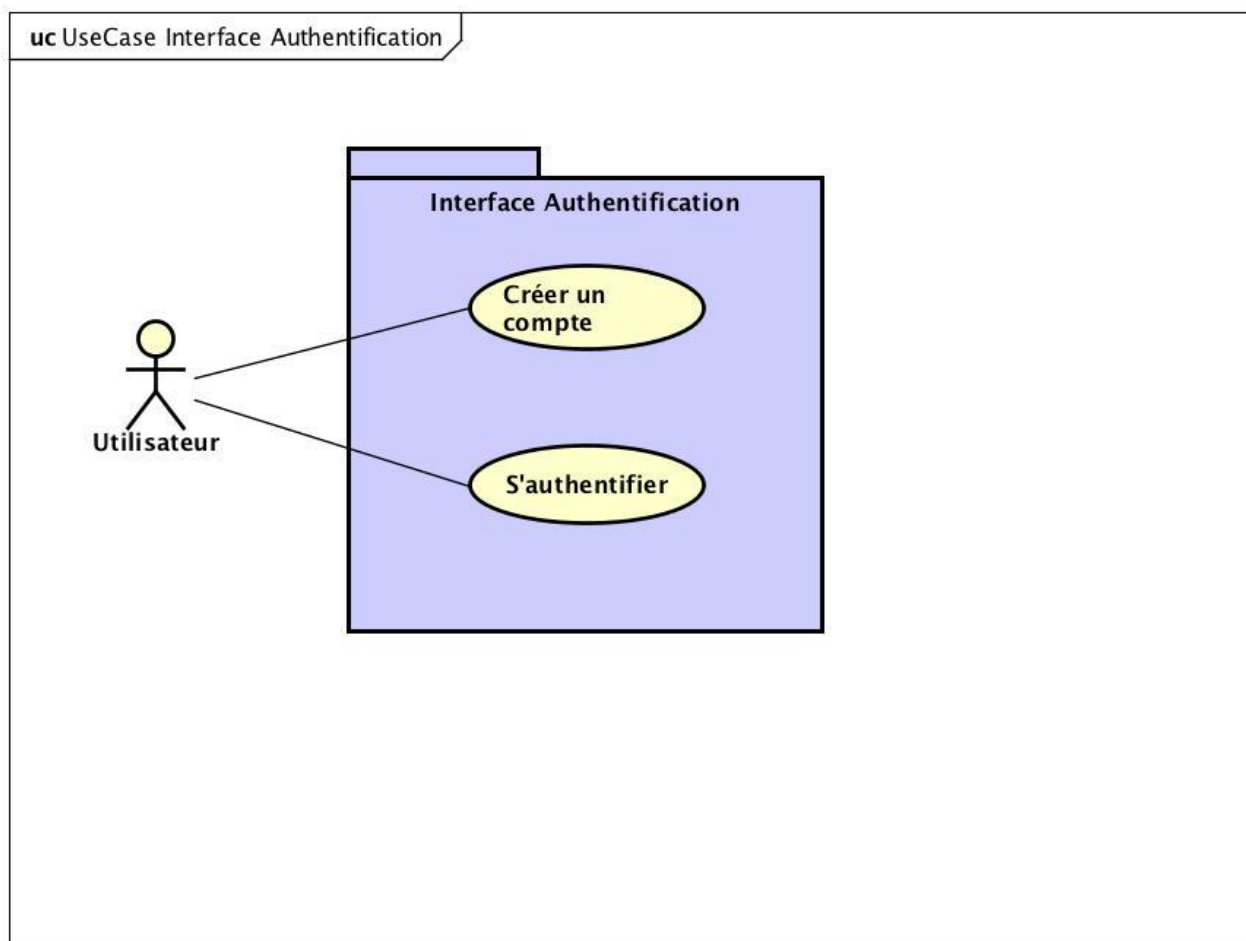 uc UseCase Interface Authentification
Interface Authentification
Créer un
compte
Utilisateur
S'authentifier